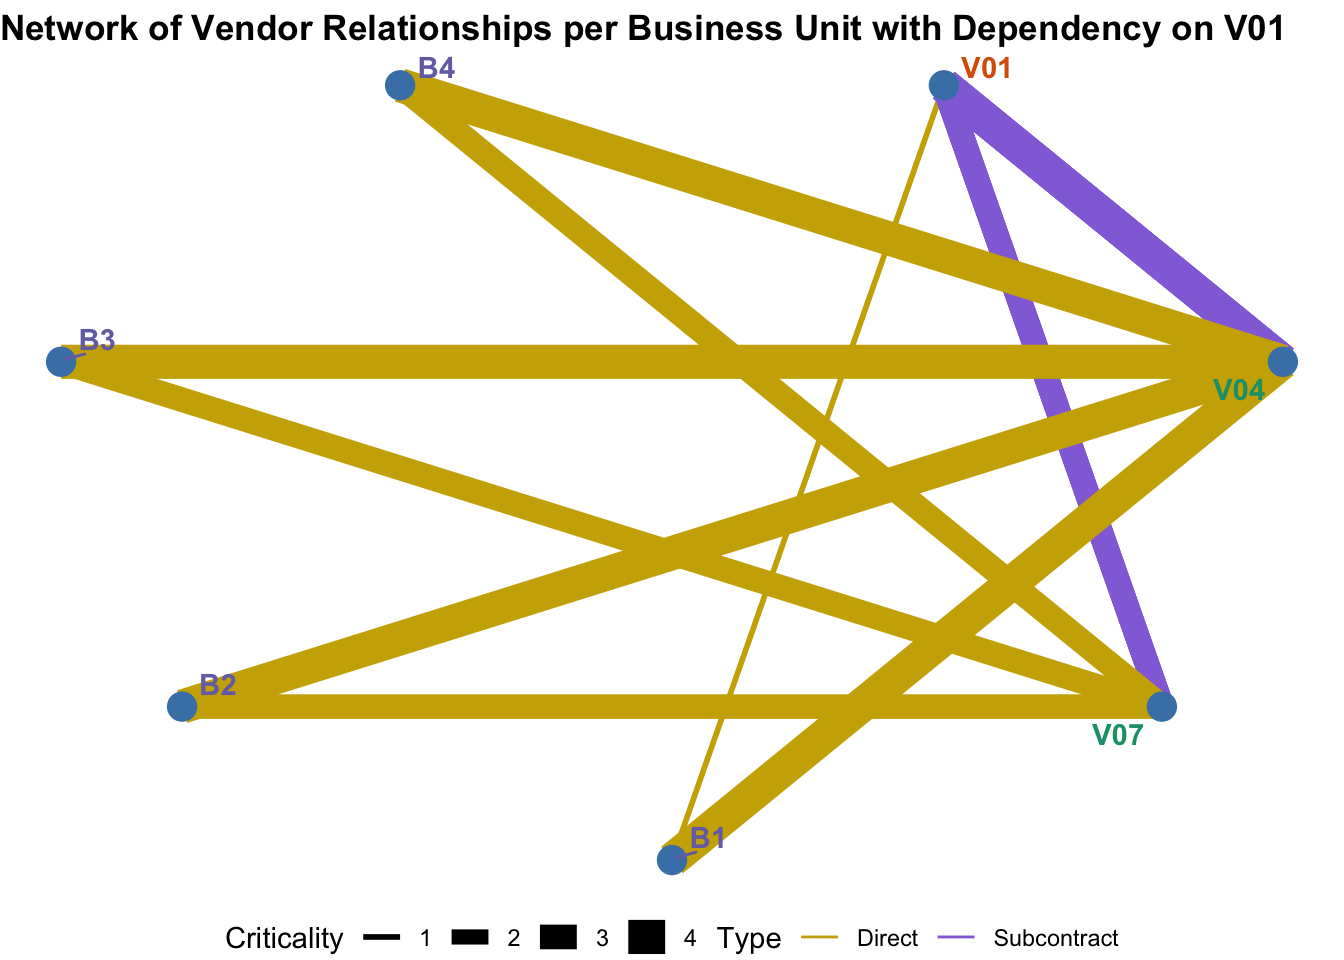 Network of Vendor Relationships per Business Unit with Dependency on V01
B4
V01
B3
V04
B2
V07
B1
Criticality 1 2 3 4 Type Direct Subcontract